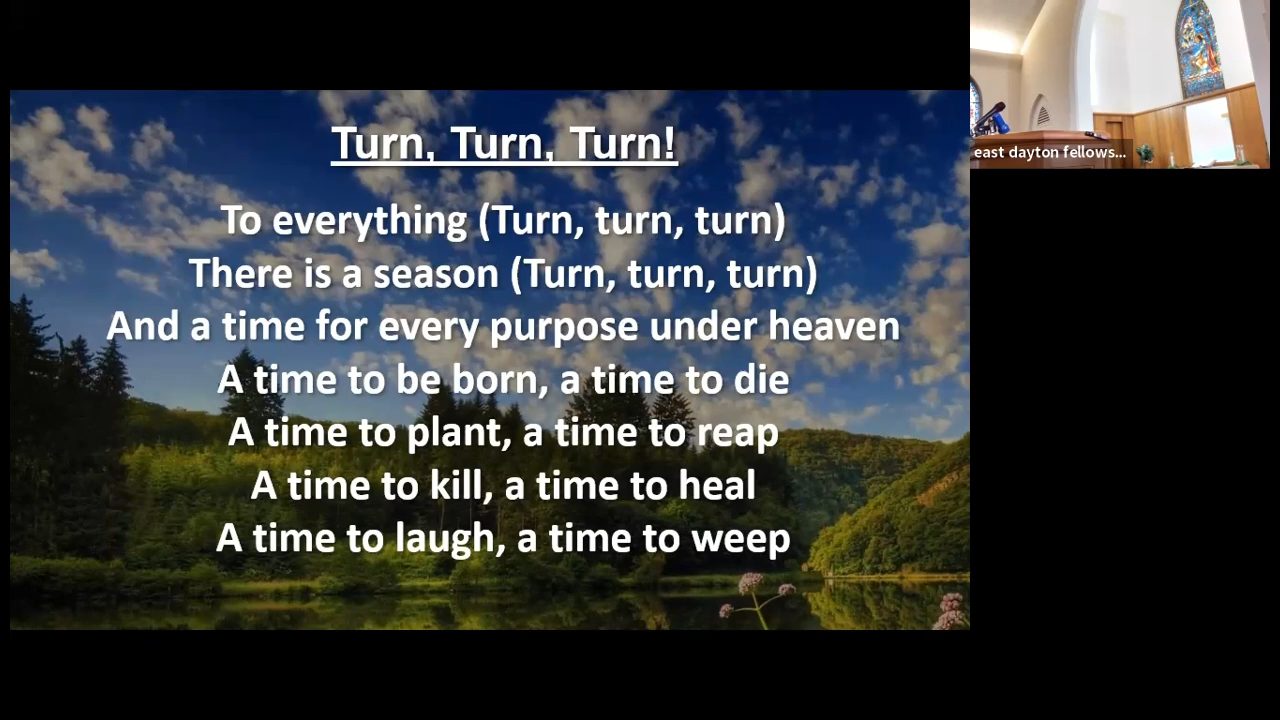 Turn, Turn, Turn!
To everything (Turn, turn, turn)
There is a season (Turn, turn, turn)
And a time for every purpose under heaven
A time to be born, a time to die
A time to plant, a time to reap
A time to kill, a time to heal
A time to laugh, a time to weep
east dayton fellows...